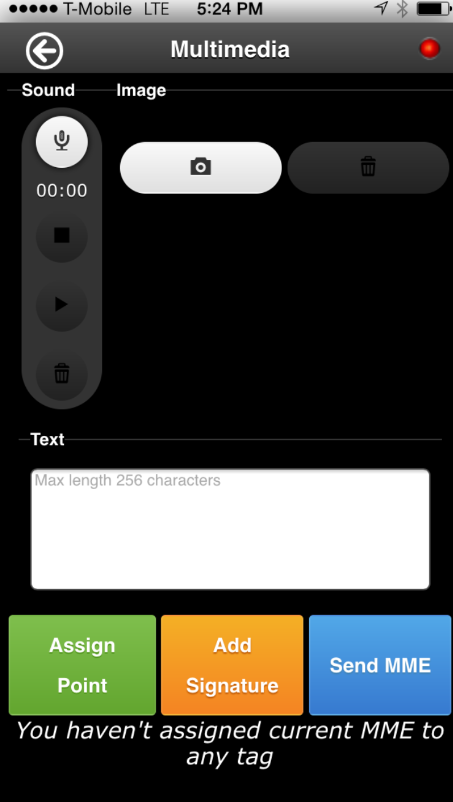 T-Mobile LTE 5:24 PM
Multimedia
Sound Image
00:00
Text
Max length 256 characters
Assign
Point
Add
Signature
Send MME
You haven't assigned current MME to
any tag